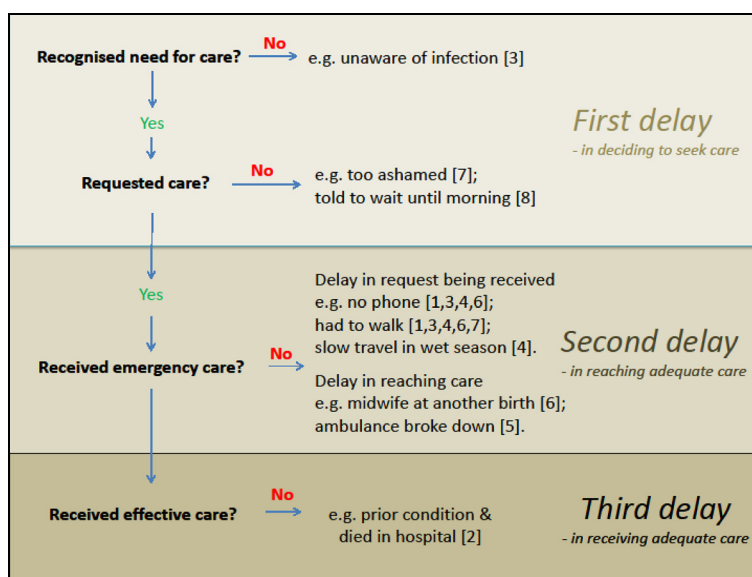 Recognised need for care?
No
e.g. unaware of infection [3]
Yes
First delay
- in deciding to seek care
Requested care?
No
e.g. too ashamed [7];
told to wait until morning [8]
Yes
Delay in request being received
e.g. no phone [1,3,4,6];
had to walk [1,3,4,6,7];
slow travel in wet season [4].
Received emergency care?
No
Second delay
- in reaching adequate care
Delay in reaching care
e.g. midwife at another birth [6];
ambulance broke down [5].
Received effective care?
No
e.g. prior condition &
died in hospital [2]
Third delay
- in receiving adequate care